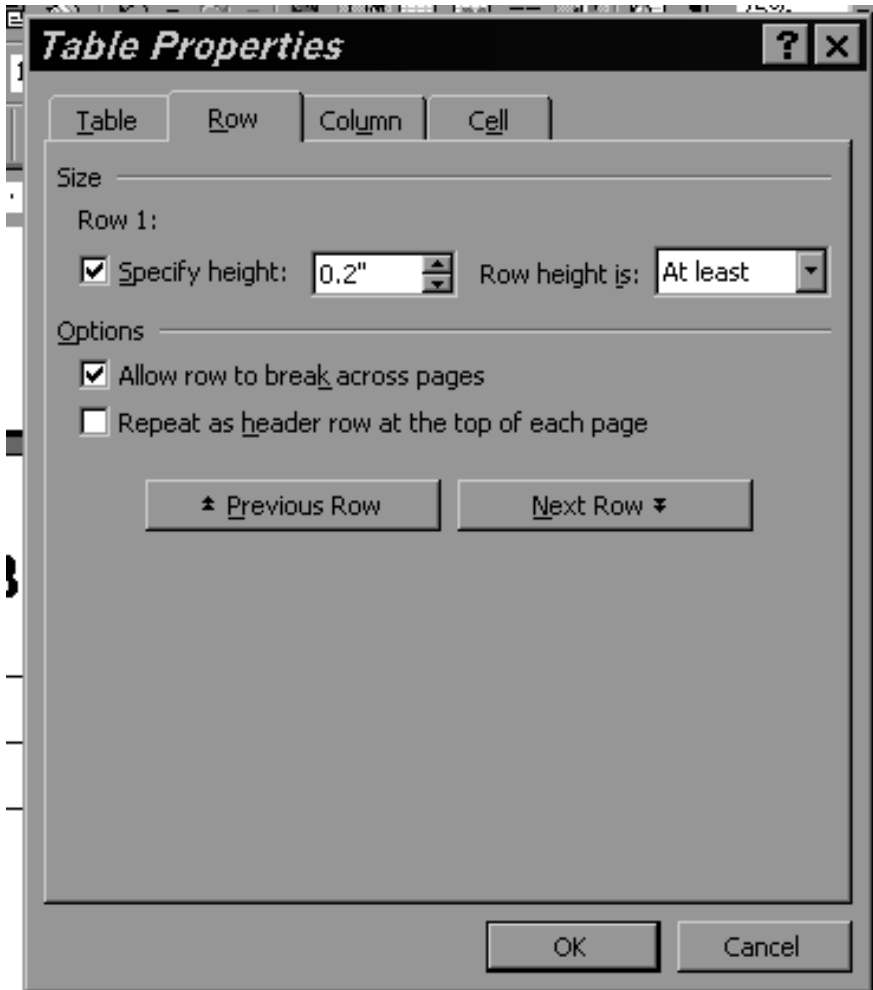 Table Properties
Table Row Column Cell
Size
Row 1:
Specify height: 0.2" Row height is: At least
Options
Allow row to break across pages
Repeat as header row at the top of each page
Previous Row Next Row
OK Cancel